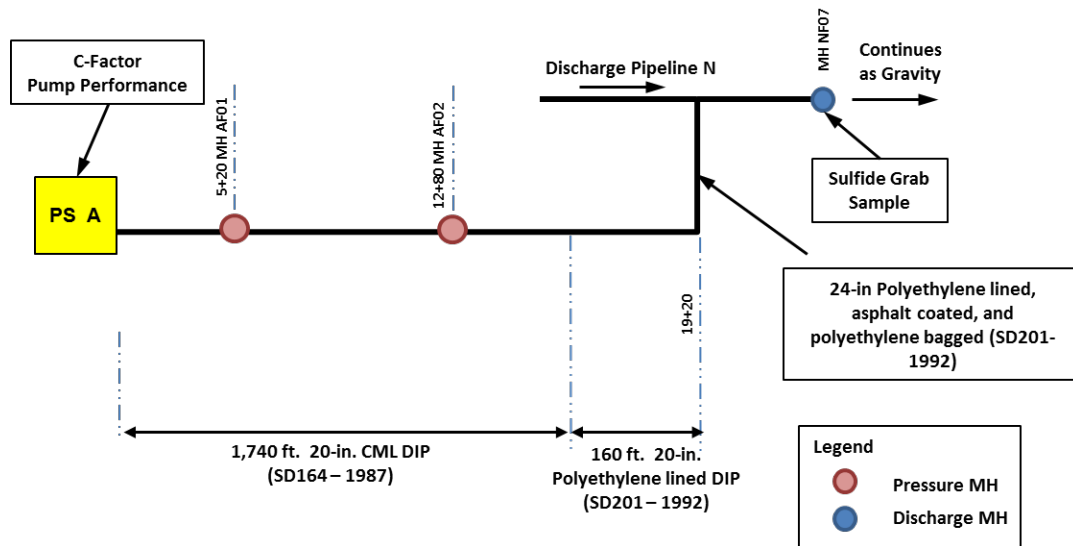 C-Factor
Pump Performance
PS A
5+20 MH AF01
12+80 MH AF02
Discharge Pipeline N
MH NF07
Continues
as Gravity
Sulfide Grab
Sample
24-in Polyethylene lined,
asphalt coated, and
polyethylene bagged (SD201-
1992)
19+20
1,740 ft. 20-in. CML DIP
(SD164 – 1987)
160 ft. 20-in.
Polyethylene lined DIP
(SD201 – 1992)
Legend
Pressure MH
Discharge MH